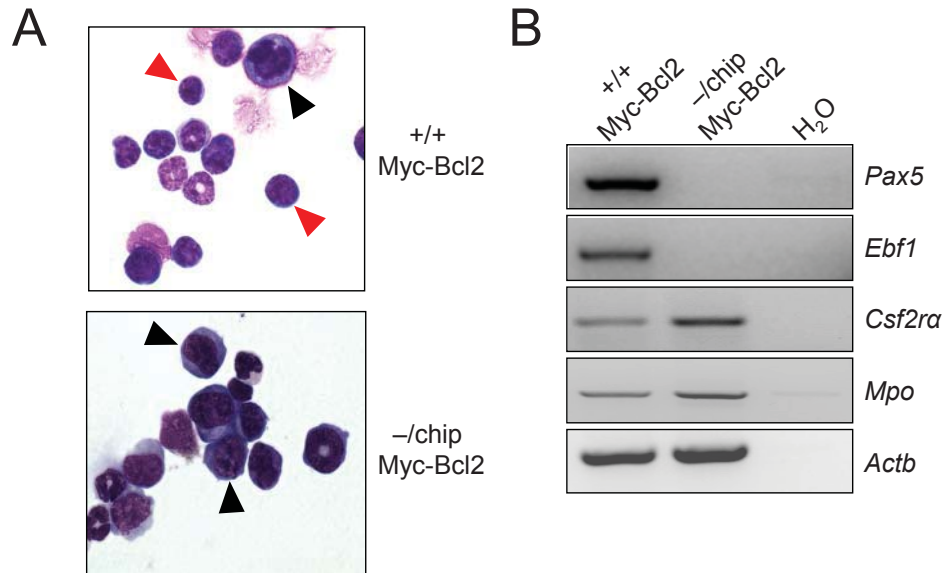 A
+/+
Myc-Bcl2
–/chip
Myc-Bcl2
B
+/+
Myc-Bcl2
–/chip
Myc-Bcl2
H₂O
Pax5
Ebf1
Csf2rα
Mpo
Actb